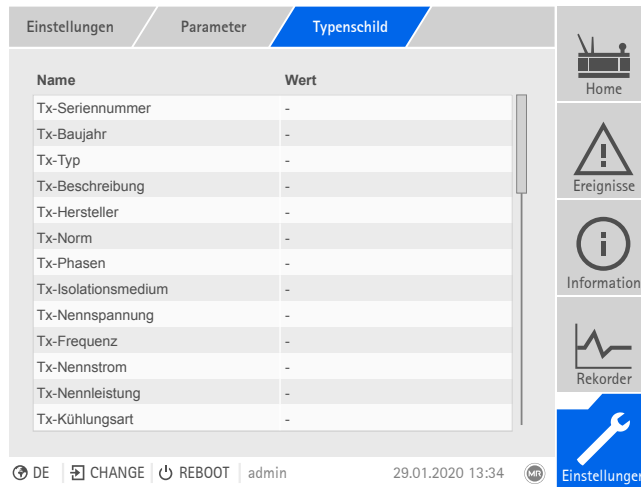 Einstellungen Parameter Typenschild
Name Wert
Tx-Seriennummer -
Tx-Baujahr -
Tx-Typ -
Tx-Beschreibung -
Tx-Hersteller -
Tx-Norm -
Tx-Phasen -
Tx-Isolationsmedium -
Tx-Nennspannung -
Tx-Frequenz -
Tx-Nennstrom -
Tx-Nennleistung -
Tx-Kühlungsart -
Home
Ereignisse
Information
Rekorder
Einstellungen
DE CHANGE REBOOT admin 29.01.2020 13:34 MR